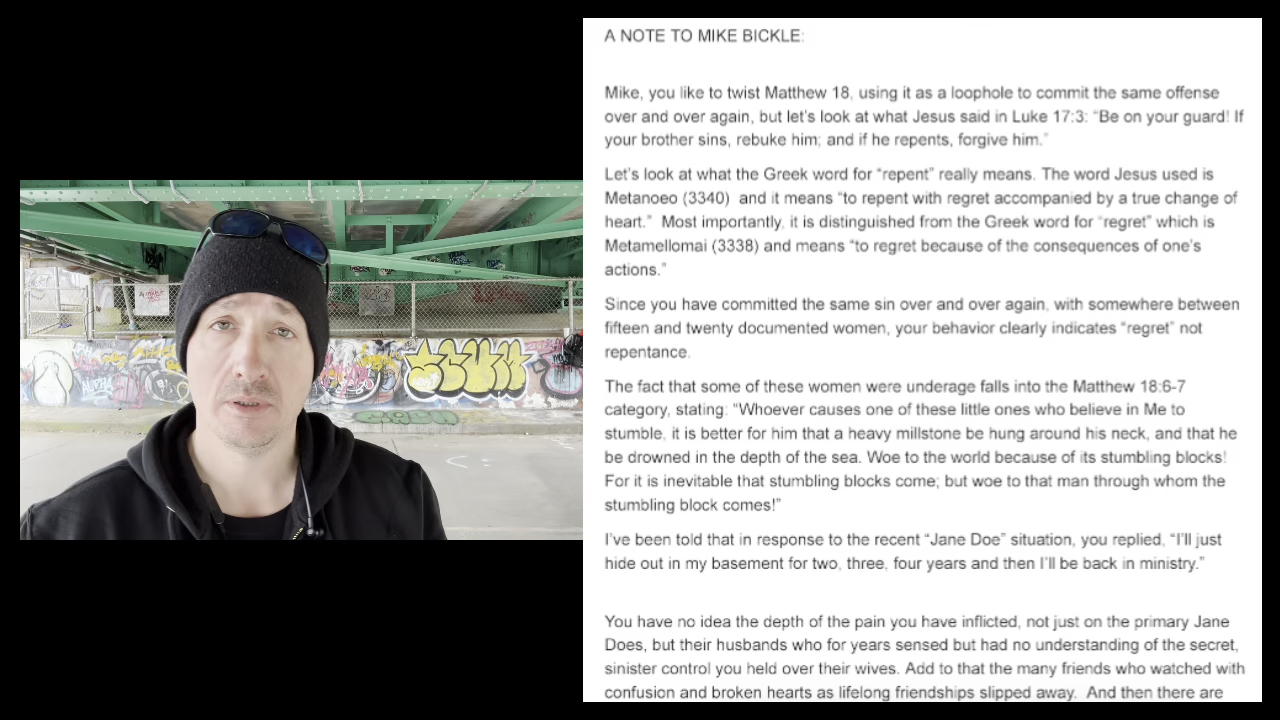 A NOTE TO MIKE BICKLE:
Mike, you like to twist Matthew 18, using it as a loophole to commit the same offense
over and over again, but let's look at what Jesus said in Luke 17:3: “Be on your guard! If
your brother sins, rebuke him; and if he repents, forgive him.”
Let's look at what the Greek word for “repent” really means. The word Jesus used is
Metanoeo (3340)  and it means “to repent with regret accompanied by a true change of
heart.”  Most importantly, it is distinguished from the Greek word for “regret” which is
Metamellomai (3338) and means “to regret because of the consequences of one's
actions.”
Since you have committed the same sin over and over again, with somewhere between
fifteen and twenty documented women, your behavior clearly indicates “regret” not
repentance.
The fact that some of these women were underage falls into the Matthew 18:6-7
category, stating: “Whoever causes one of these little ones who believe in Me to
stumble, it is better for him that a heavy millstone be hung around his neck, and that he
be drowned in the depth of the sea. Woe to the world because of its stumbling blocks!
For it is inevitable that stumbling blocks come; but woe to that man through whom the
stumbling block comes!”
I've been told that in response to the recent “Jane Doe” situation, you replied, “I'll just
hide out in my basement for two, three, four years and then I'll be back in ministry.”
You have no idea the depth of the pain you have inflicted, not just on the primary Jane
Does, but their husbands who for years sensed but had no understanding of the secret,
sinister control you held over their wives. Add to that the many friends who watched with
confusion and broken hearts as lifelong friendships slipped away.  And then there are